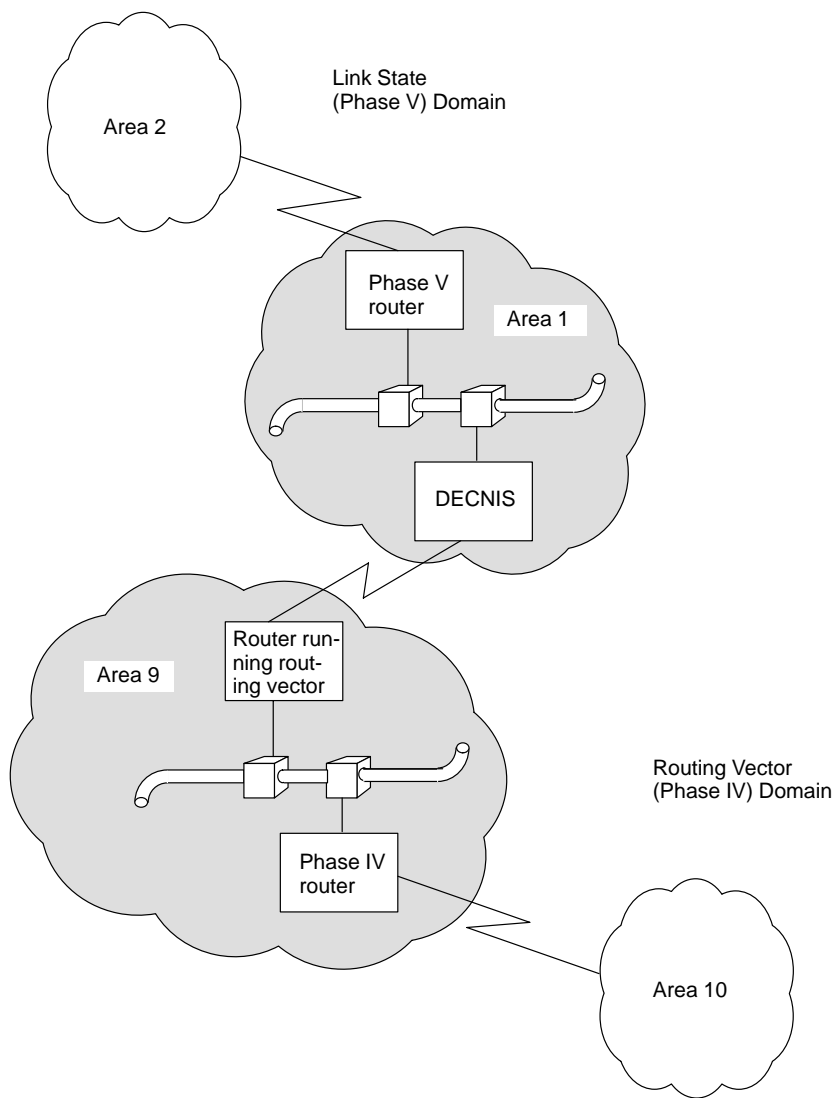 Link State
(Phase V) Domain
Area 2
Phase V
router
Area 1
DECNIS
Router run-
ning rout-
ing vector
Area 9
Routing Vector
(Phase IV) Domain
Phase IV
router
Area 10